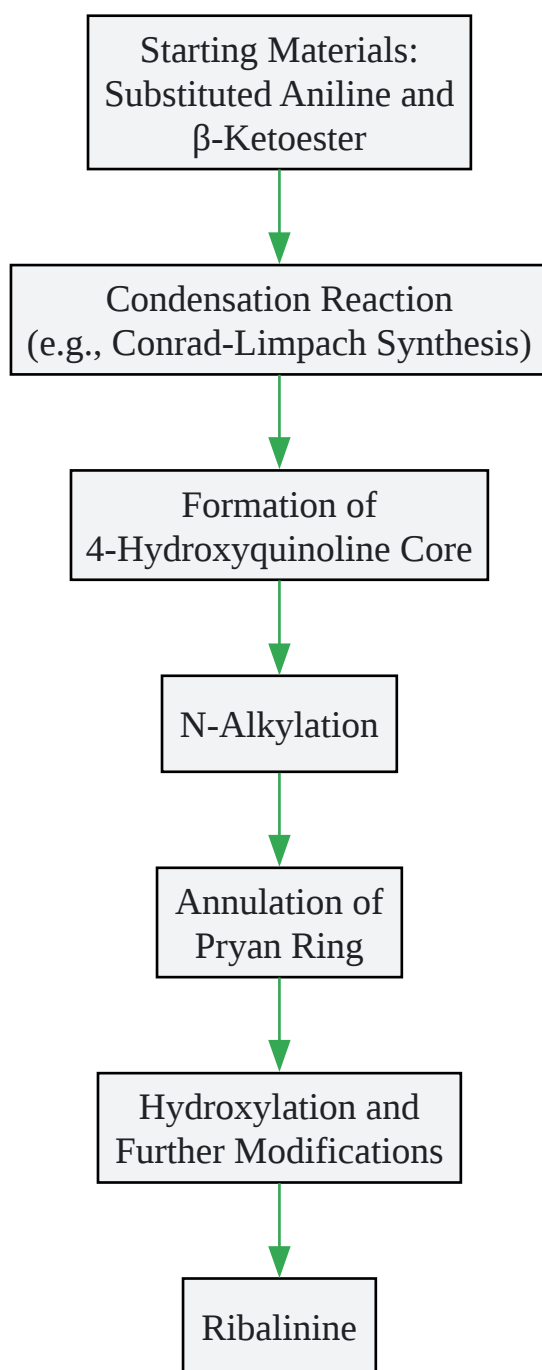 Starting Materials:
Substituted Aniline and
β-Ketoester
Condensation Reaction
(e.g., Conrad-Limpach Synthesis)
Formation of
4-Hydroxyquinoline Core
N-Alkylation
Annulation of
Pryan Ring
Hydroxylation and
Further Modifications
Ribalinine